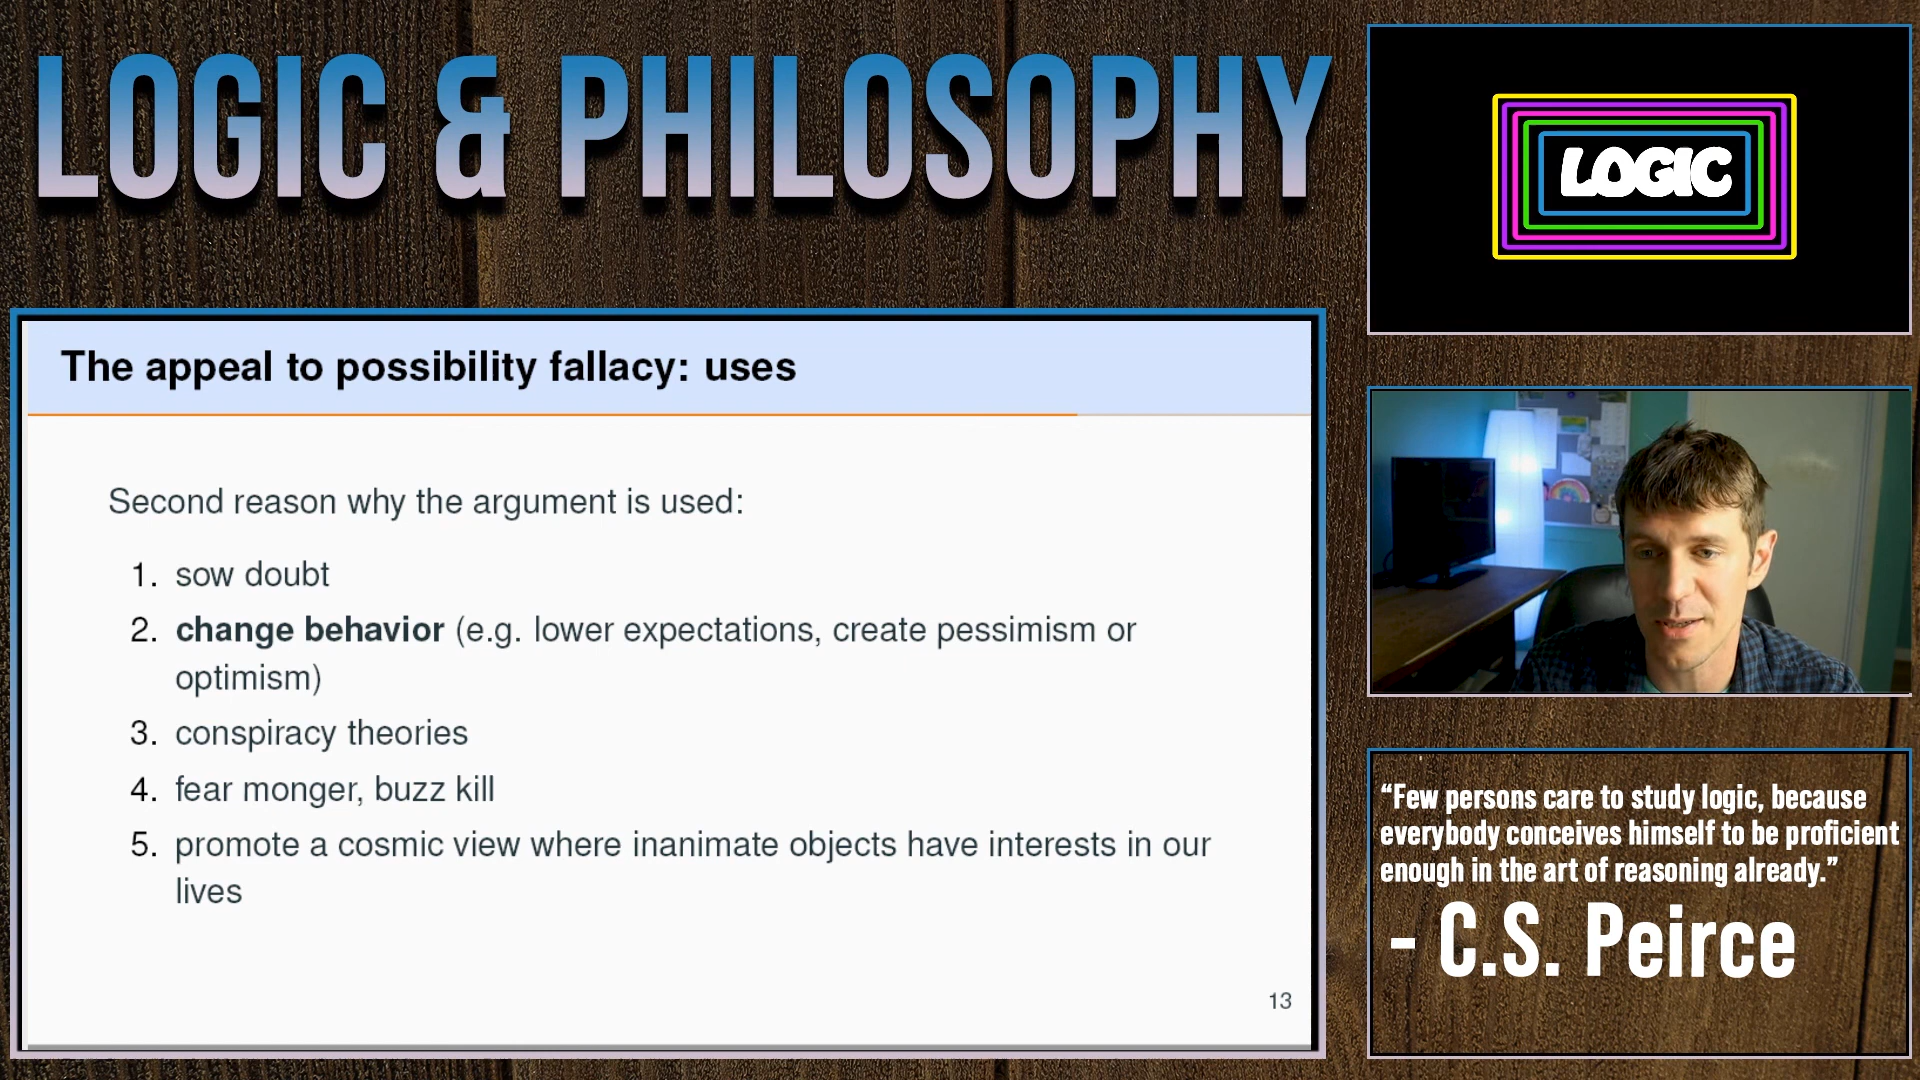 LOGIC & PHILOSOPHY
LOGIC
The appeal to possibility fallacy: uses
Second reason why the argument is used:
1. sow doubt
2. change behavior (e.g. lower expectations, create pessimism or
optimism)
3. conspiracy theories
4. fear monger, buzz kill
5. promote a cosmic view where inanimate objects have interests in our
lives
13
“Few persons care to study logic, because
everybody conceives himself to be proficient
enough in the art of reasoning already.”
- C.S. Peirce